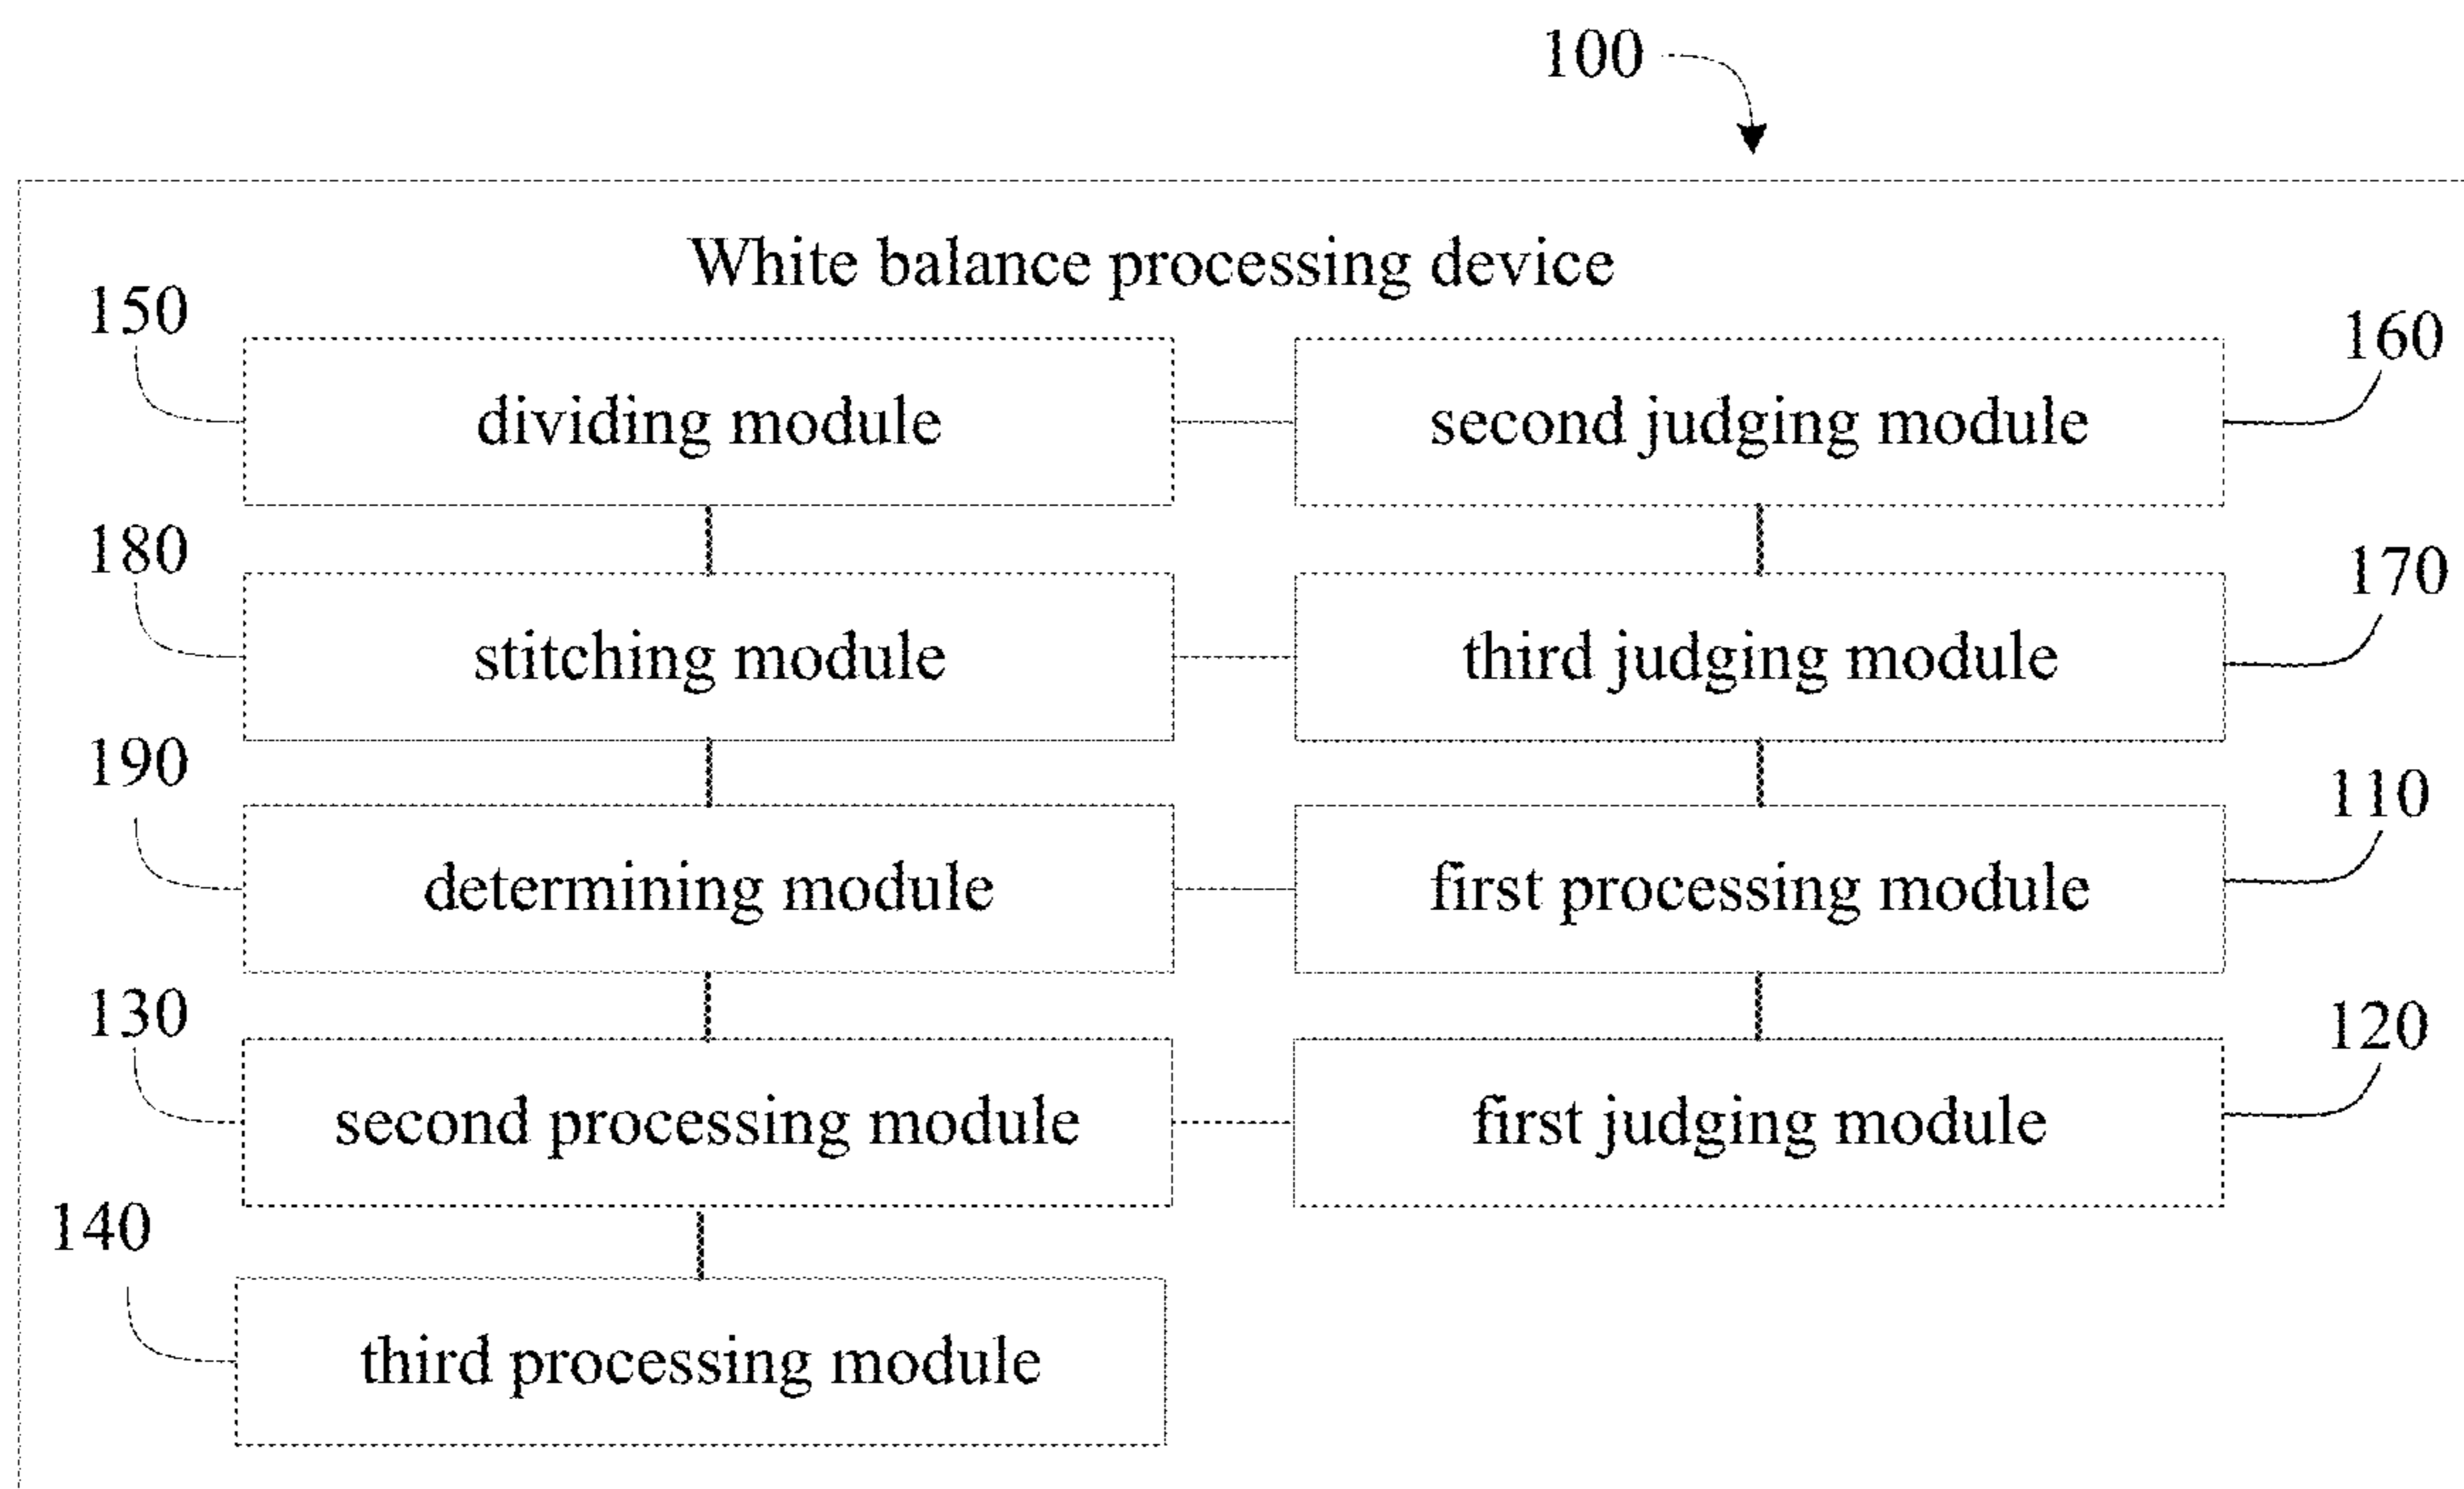 100
White balance processing device
150
160
dividing module
second judging module
180
170
stitching module
third judging module
190
110
determining module
first processing module
130
120
second processing module
first judging module
140
third processing module